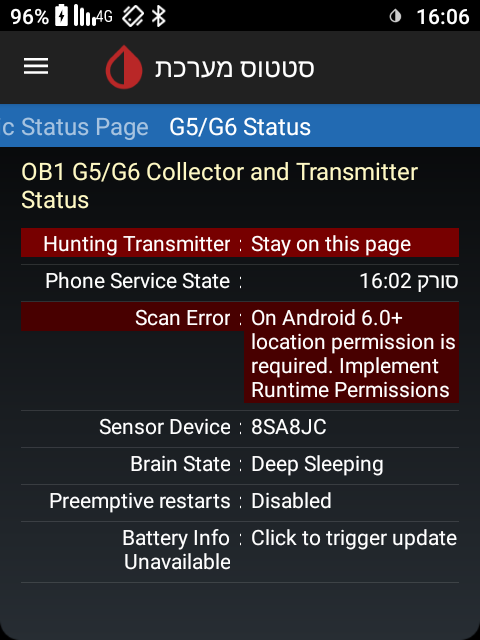 96% 4G 16:06
סטטוס מערכת
ic Status Page G5/G6 Status
OB1 G5/G6 Collector and Transmitter
Status
Hunting Transmitter : Stay on this page
Phone Service State : סורק 16:02
Scan Error : On Android 6.0+
location permission is
required. Implement
Runtime Permissions
Sensor Device : 8SA8JC
Brain State : Deep Sleeping
Preemptive restarts : Disabled
Battery Info : Click to trigger update
Unavailable